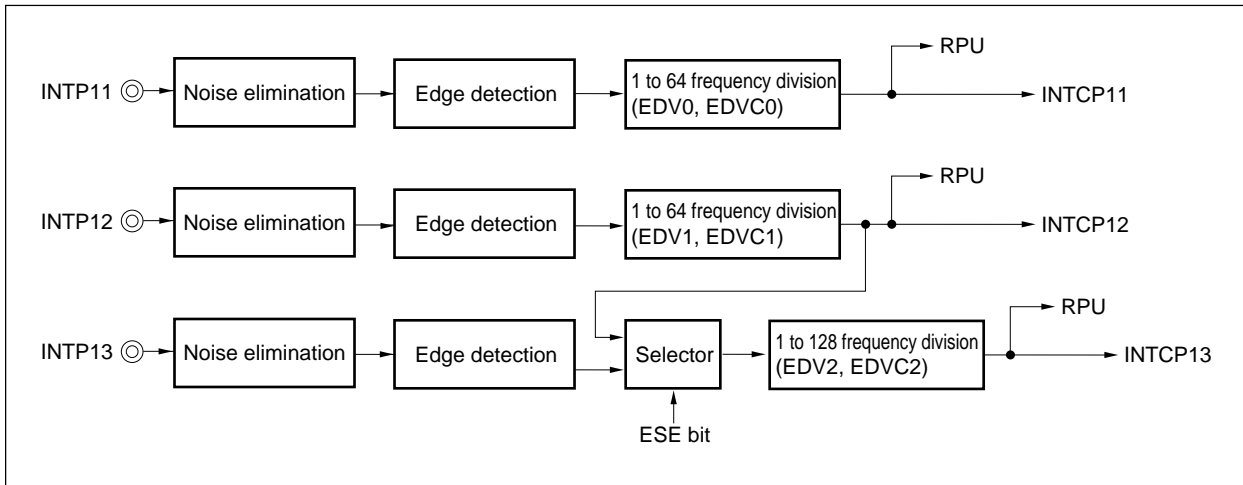 RPU
INTP11
Noise elimination
Edge detection
1 to 64 frequency division
(EDV0, EDVC0)
INTCP11
RPU
INTP12
Noise elimination
Edge detection
1 to 64 frequency division
(EDV1, EDVC1)
INTCP12
RPU
INTP13
Noise elimination
Edge detection
Selector
1 to 128 frequency division
(EDV2, EDVC2)
INTCP13
ESE bit